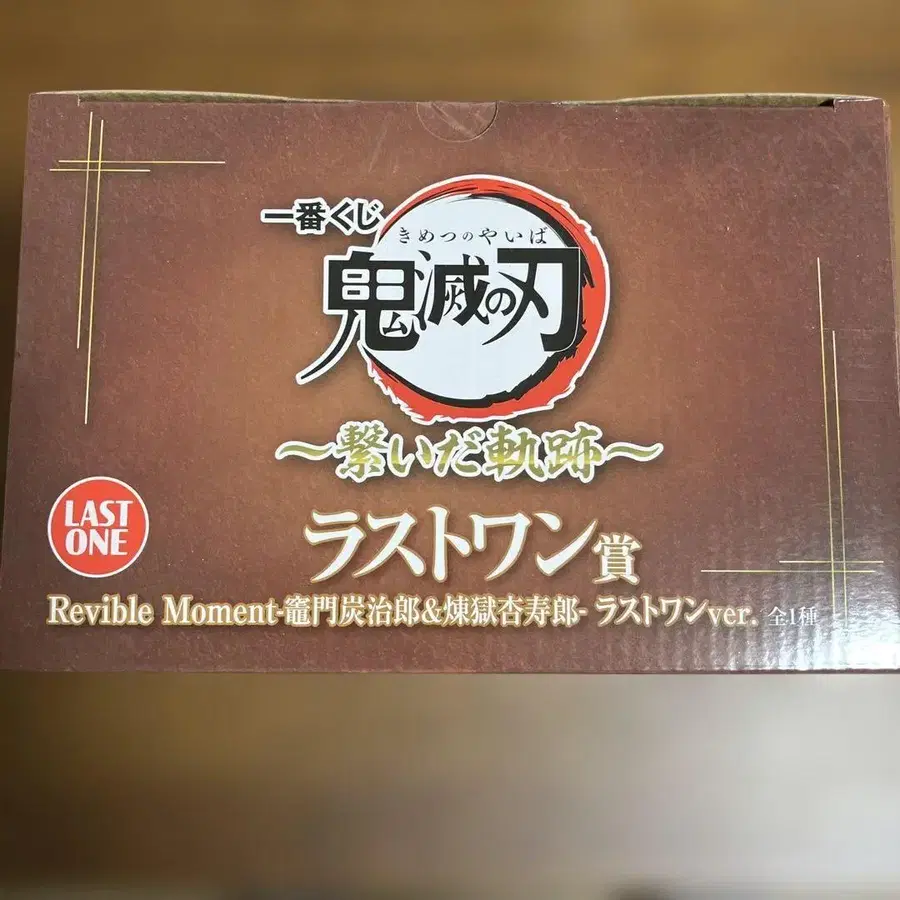 一番くじ
きめつのやいば
鬼滅の刃
～繋いだ軌跡～
LAST
ONE
ラストワン賞
Revible Moment-竈門炭治郎&煉獄杏寿郎- ラストワンver. 全1種